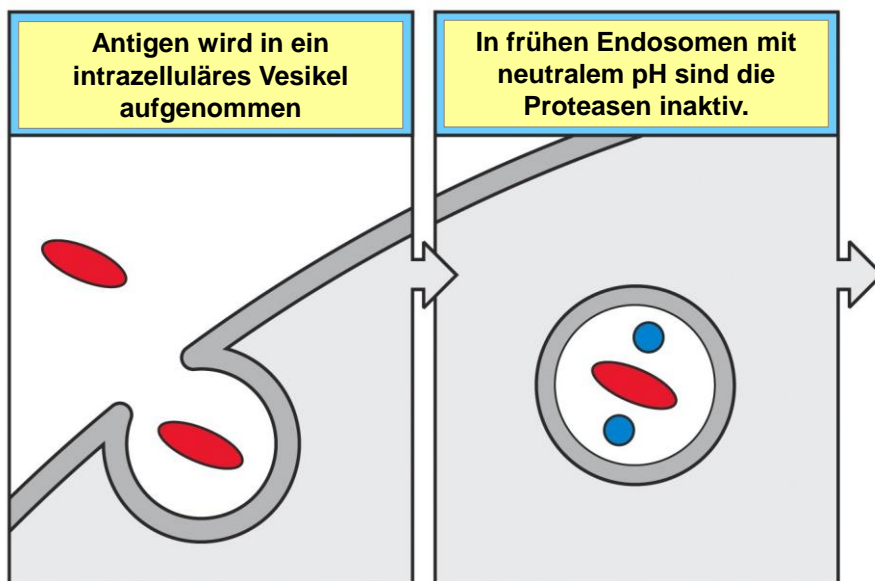 Antigen wird in ein
intrazelluläres Vesikel
aufgenommen
In frühen Endosomen mit
neutralem pH sind die
Proteasen inaktiv.